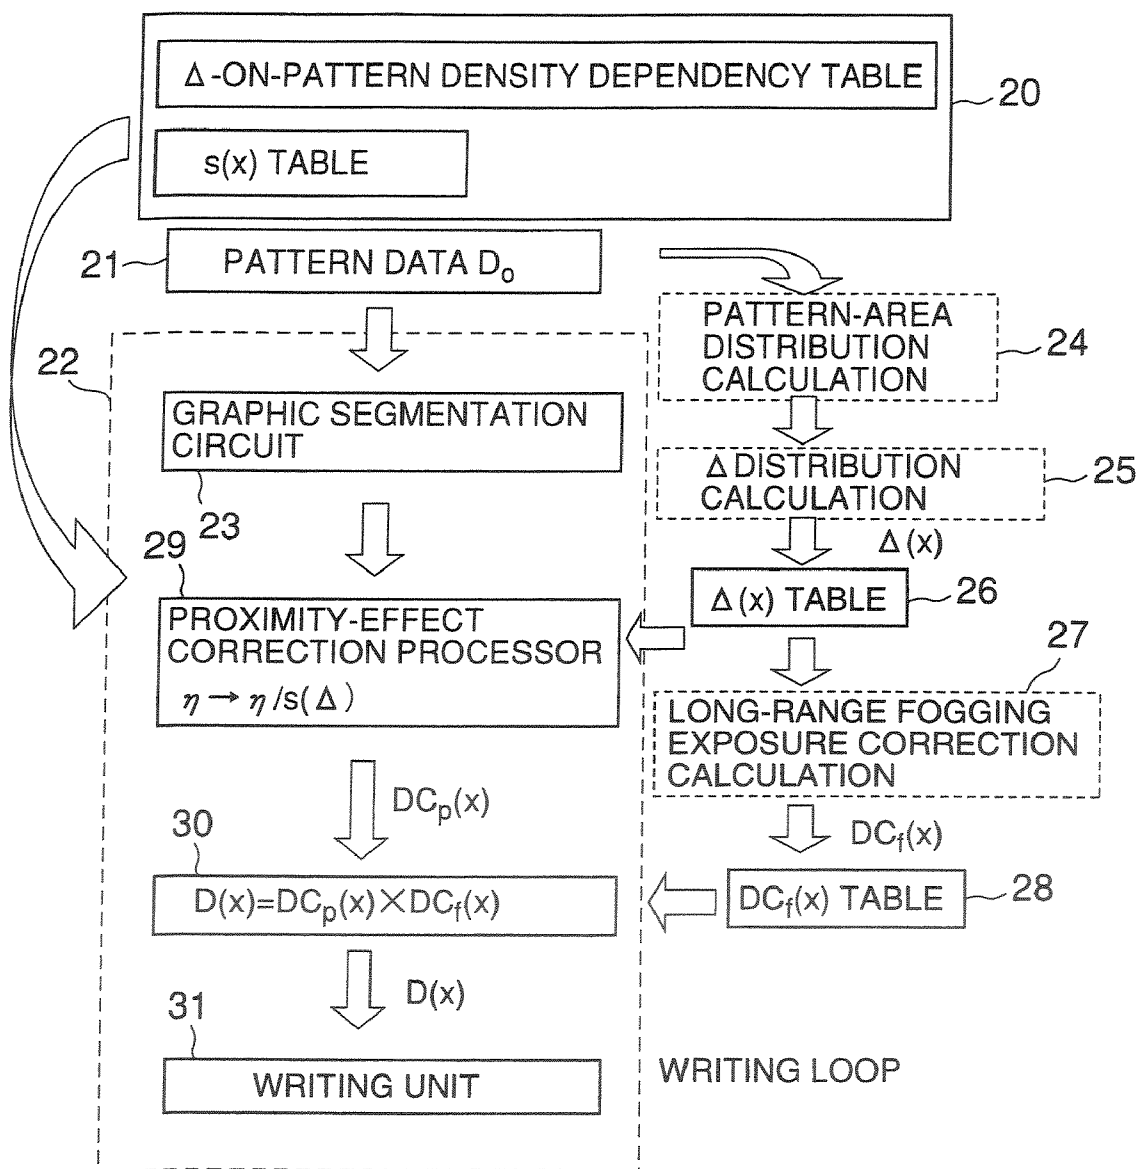 Δ-ON-PATTERN DENSITY DEPENDENCY TABLE
20
s(x) TABLE
21
PATTERN DATA D₀
PATTERN-AREA
DISTRIBUTION
CALCULATION
24
22
GRAPHIC SEGMENTATION
CIRCUIT
23
Δ DISTRIBUTION
CALCULATION
25
Δ(x)
29
Δ(x) TABLE
26
PROXIMITY-EFFECT
CORRECTION PROCESSOR
η → η/s(Δ)
27
LONG-RANGE FOGGING
EXPOSURE CORRECTION
CALCULATION
DCp(x)
DCf(x)
30
D(x)=DCp(x)×DCf(x)
DCf(x) TABLE
28
D(x)
31
WRITING UNIT
WRITING LOOP